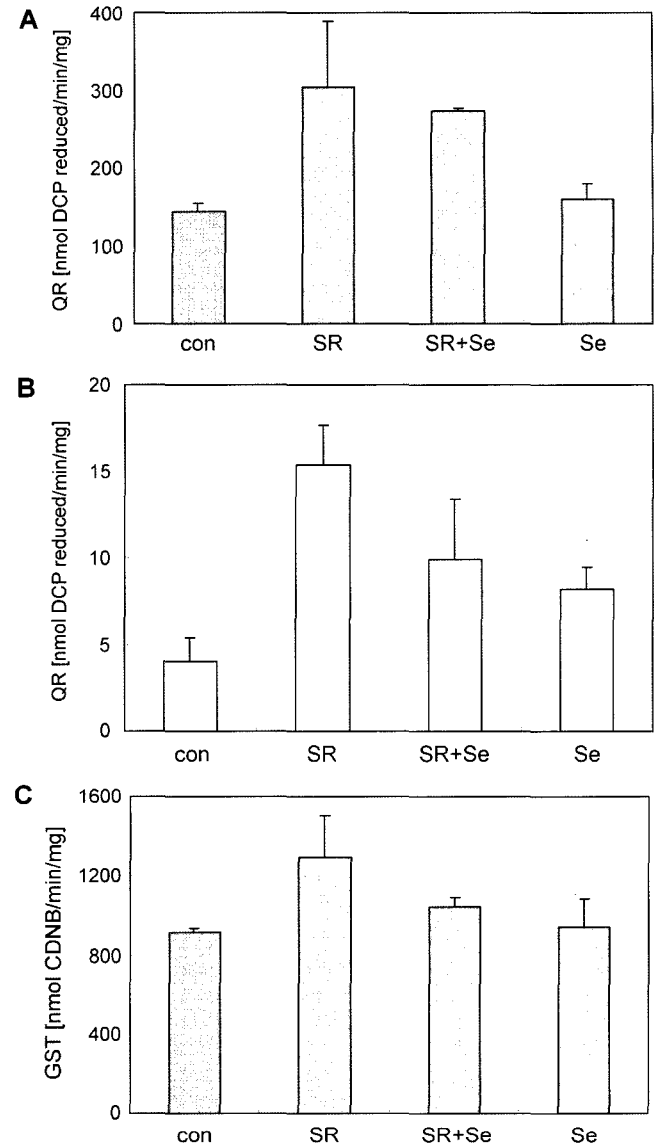 A
QR [nmol DCP reduced/min/mg]
400
300
200
100
0
con SR SR+Se Se
B
QR [nmol DCP reduced/min/mg]
20
15
10
5
0
con SR SR+Se Se
C
GST [nmol CDNB/min/mg]
1600
1200
800
400
0
con SR SR+Se Se